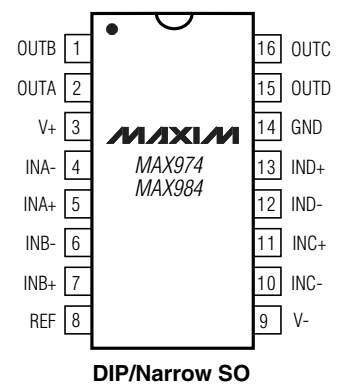 OUTB 1 16 OUTC
OUTA 2 15 OUTD
V+ 3 14 GND
MAXIM
INA- 4 MAX974 13 IND+
MAX984
INA+ 5 12 IND-
INB- 6 11 INC+
INB+ 7 10 INC-
REF 8 9 V-
DIP/Narrow SO